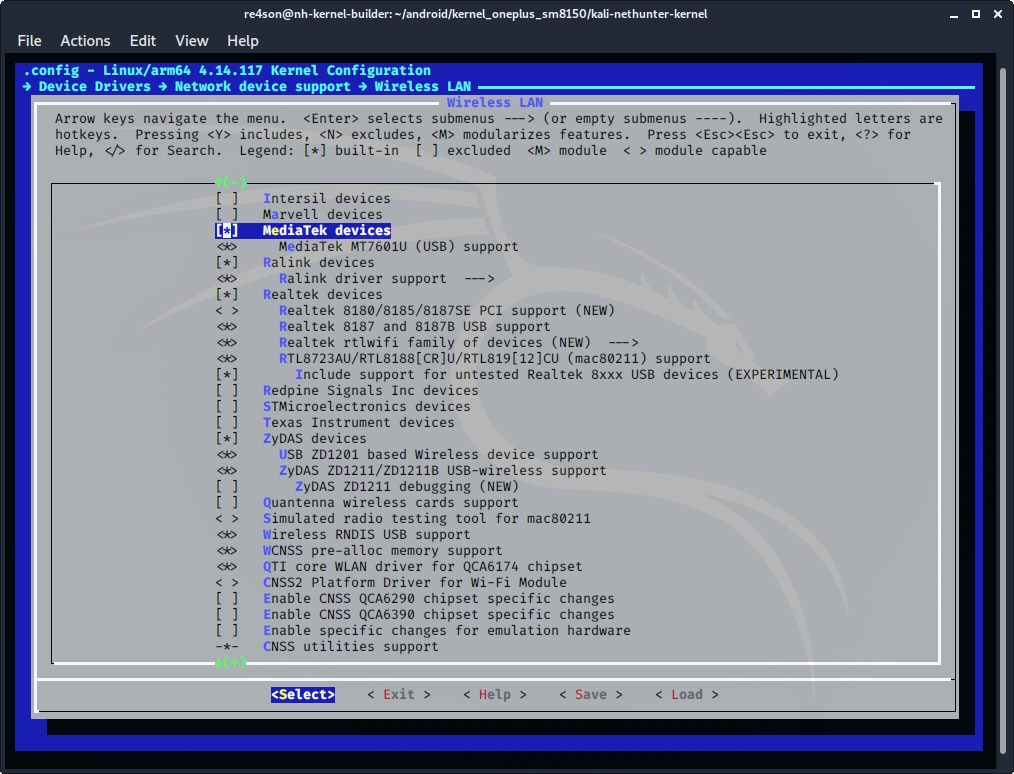 re4son@nh-kernel-builder: ~/android/kernel_oneplus_sm8150/kali-nethunter-kernel
File Actions Edit View Help
.config - Linux/arm64 4.14.117 Kernel Configuration
→ Device Drivers → Network device support → Wireless LAN
Wireless LAN
Arrow keys navigate the menu. <Enter> selects submenus ---> (or empty submenus ----). Highlighted letters are
hotkeys. Pressing <Y> includes, <N> excludes, <M> modularizes features. Press <Esc><Esc> to exit, <?> for
Help, </> for Search. Legend: [*] built-in [ ] excluded <M> module < > module capable
↑(-)
[ ] Intersil devices
[ ] Marvell devices
[*] MediaTek devices
<*> MediaTek MT7601U (USB) support
[*] Ralink devices
<*> Ralink driver support --->
[*] Realtek devices
< > Realtek 8180/8185/8187SE PCI support (NEW)
<*> Realtek 8187 and 8187B USB support
<*> Realtek rtlwifi family of devices (NEW) --->
<*> RTL8723AU/RTL8188[CR]U/RTL819[12]CU (mac80211) support
[*] Include support for untested Realtek 8xxx USB devices (EXPERIMENTAL)
[ ] Redpine Signals Inc devices
[ ] STMicroelectronics devices
[ ] Texas Instrument devices
[*] ZyDAS devices
<*> USB ZD1201 based Wireless device support
<*> ZyDAS ZD1211/ZD1211B USB-wireless support
[ ] ZyDAS ZD1211 debugging (NEW)
[ ] Quantenna wireless cards support
< > Simulated radio testing tool for mac80211
<*> Wireless RNDIS USB support
<*> WCNSS pre-alloc memory support
<*> QTI core WLAN driver for QCA6174 chipset
< > CNSS2 Platform Driver for Wi-Fi Module
[ ] Enable CNSS QCA6290 chipset specific changes
[ ] Enable CNSS QCA6390 chipset specific changes
[ ] Enable specific changes for emulation hardware
-*- CNSS utilities support
↓(+)
<Select> < Exit > < Help > < Save > < Load >